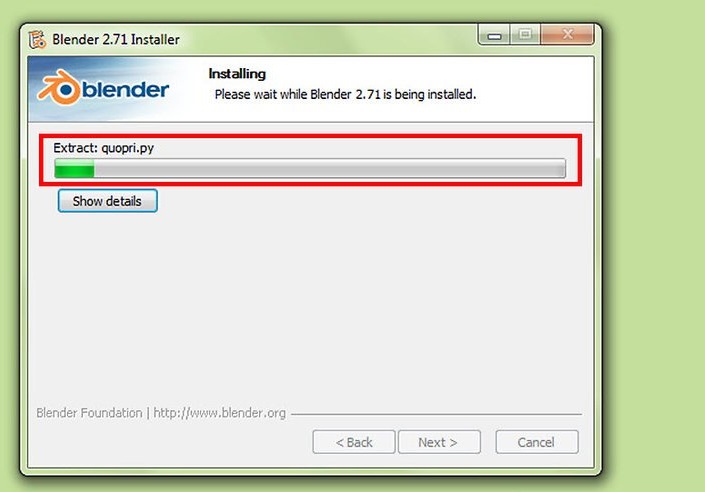 Blender 2.71 Installer
blender
Installing
Please wait while Blender 2.71 is being installed.
Extract: quopri.py
Show details
Blender Foundation | http://www.blender.org
< Back
Next >
Cancel